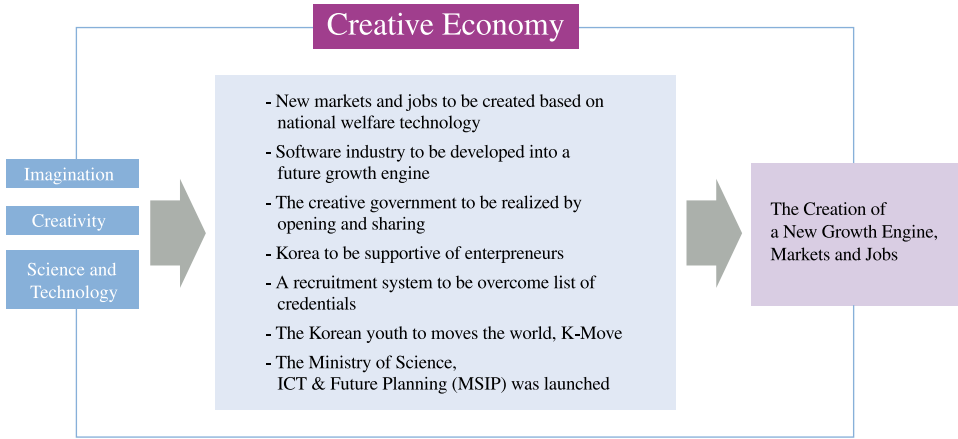 Creative Economy
Imagination
Creativity
Science and
Technology
- New markets and jobs to be created based on
national welfare technology
- Software industry to be developed into a
future growth engine
- The creative government to be realized by
opening and sharing
- Korea to be supportive of enterpreneurs
- A recruitment system to be overcome list of
credentials
- The Korean youth to moves the world, K-Move
- The Ministry of Science,
ICT & Future Planning (MSIP) was launched
The Creation of
a New Growth Engine,
Markets and Jobs